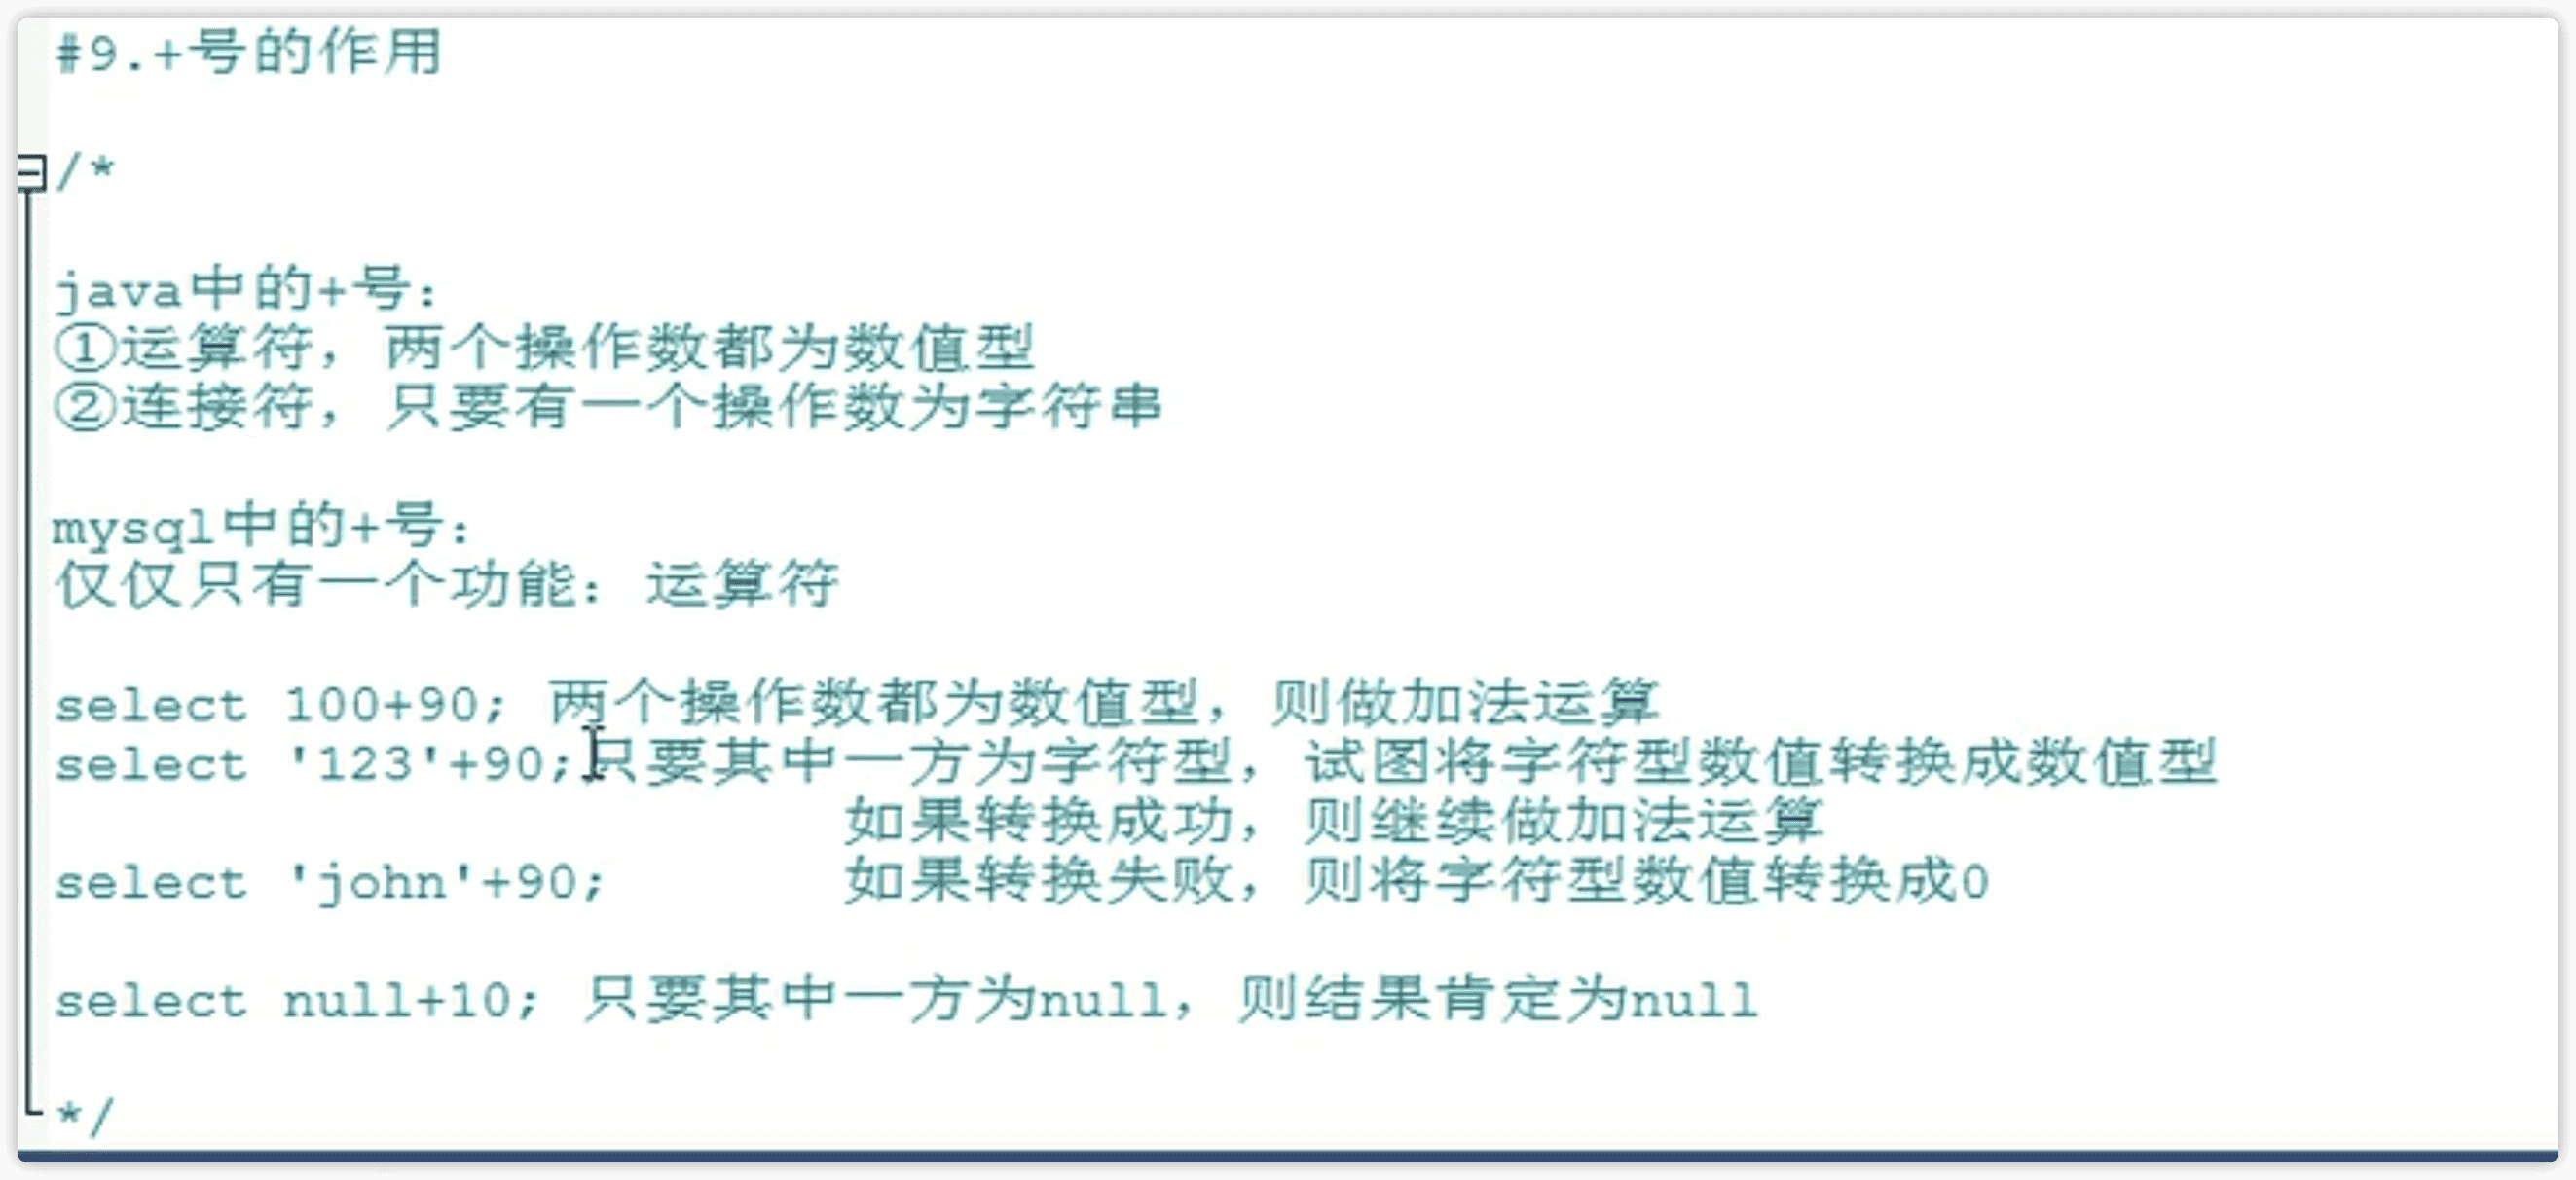 #9.+号的作用
/*
java中的+号：
①运算符，两个操作数都为数值型
②连接符，只要有一个操作数为字符串
mysql中的+号：
仅仅只有一个功能：运算符
select 100+90; 两个操作数都为数值型，则做加法运算
select '123'+90;只要其中一方为字符型，试图将字符型数值转换成数值型
如果转换成功，则继续做加法运算
select 'john'+90; 如果转换失败，则将字符型数值转换成0
select null+10; 只要其中一方为null，则结果肯定为null
*/